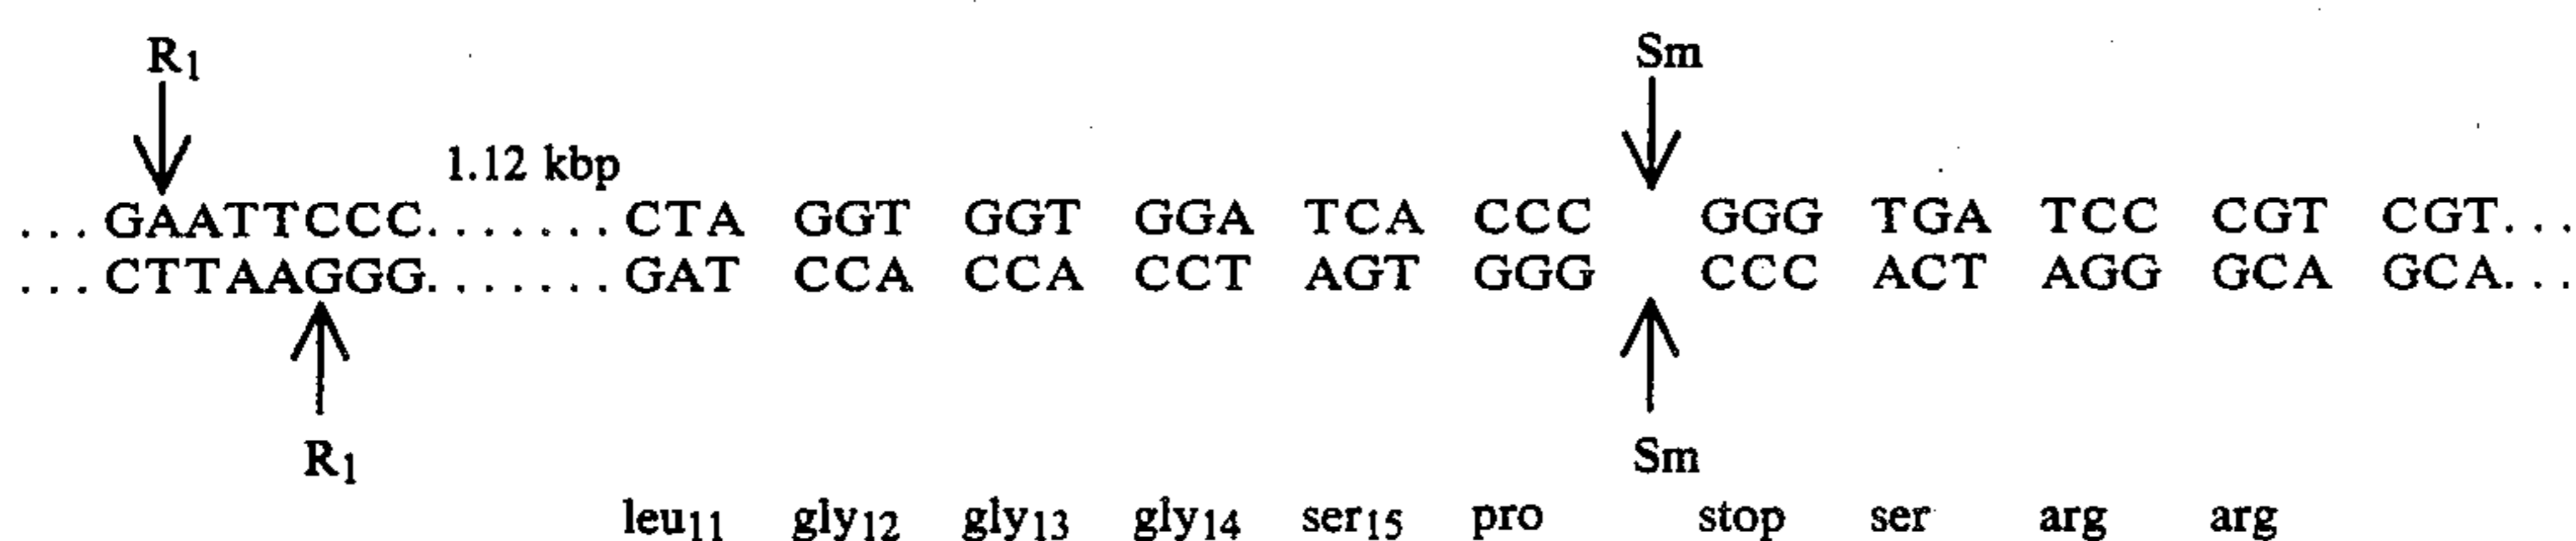 R1 Sm
1.12 kbp
...GAATTCCC.......CTA GGT GGT GGA TCA CCC GGG TGA TCC CGT CGT...
...CTTAAGGG.......GAT CCA CCA CCT AGT GGG CCC ACT AGG GCA GCA...
R1 Sm
leu11 gly12 gly13 gly14 ser15 pro stop ser arg arg